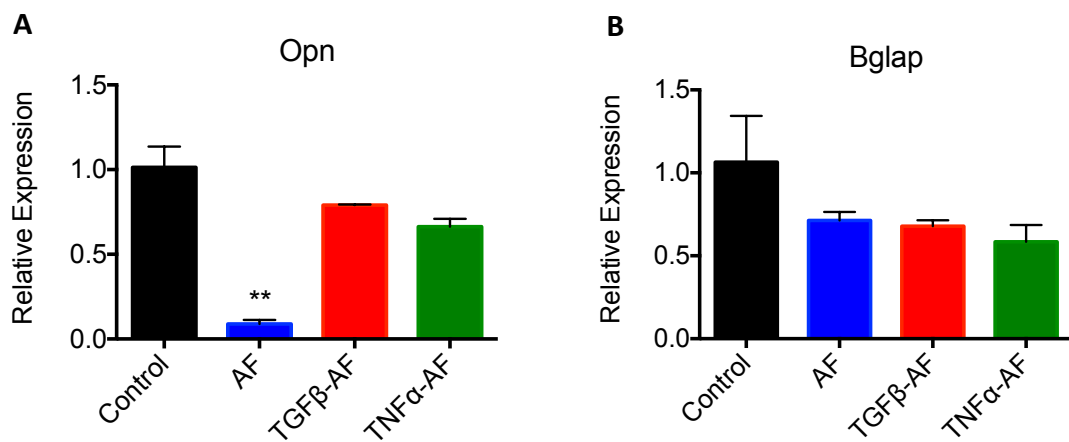 A
Opn
Relative Expression
1.5
1.0
0.5
0.0
**
Control
AF
TGFβ-AF
TNFα-AF
B
Bglap
Relative Expression
1.5
1.0
0.5
0.0
Control
AF
TGFβ-AF
TNFα-AF